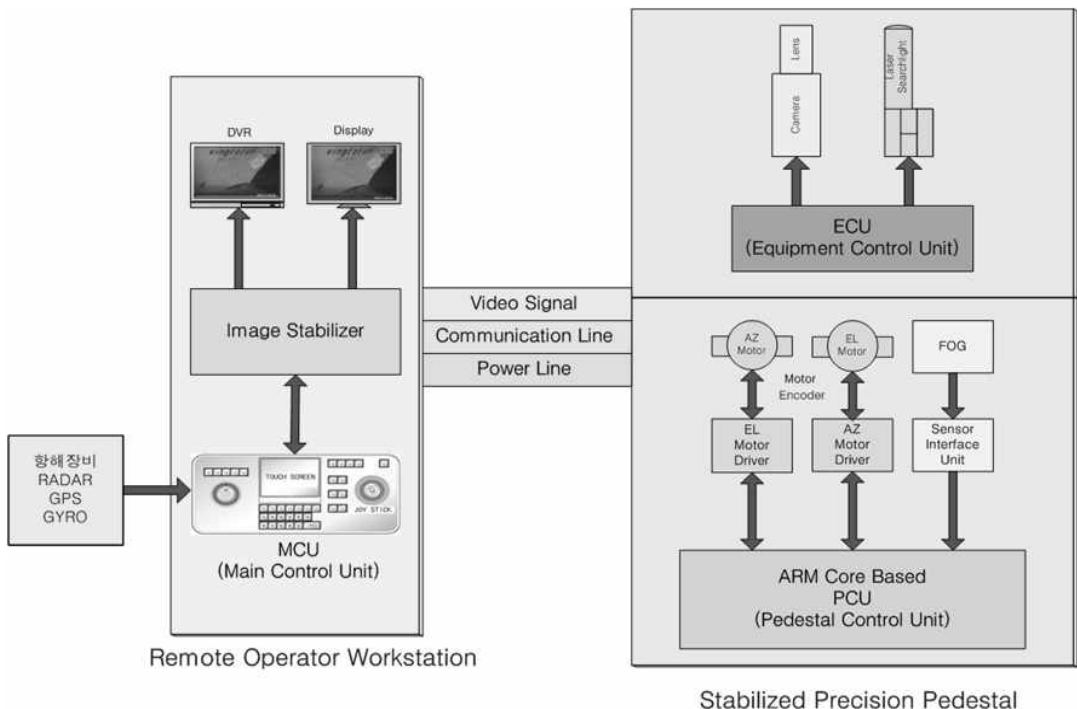 DVR
Display
Image Stabilizer
TOUCH SCREEN
JOY STICK
MCU
(Main Control Unit)
항해장비
RADAR
GPS
GYRO
Remote Operator Workstation
Video Signal
Communication Line
Power Line
Lens
Camera
Laser
Searchlight
ECU
(Equipment Control Unit)
AZ
Motor
EL
Motor
FOG
Motor
Encoder
EL
Motor
Driver
AZ
Motor
Driver
Sensor
Interface
Unit
ARM Core Based
PCU
(Pedestal Control Unit)
Stabilized Precision Pedestal